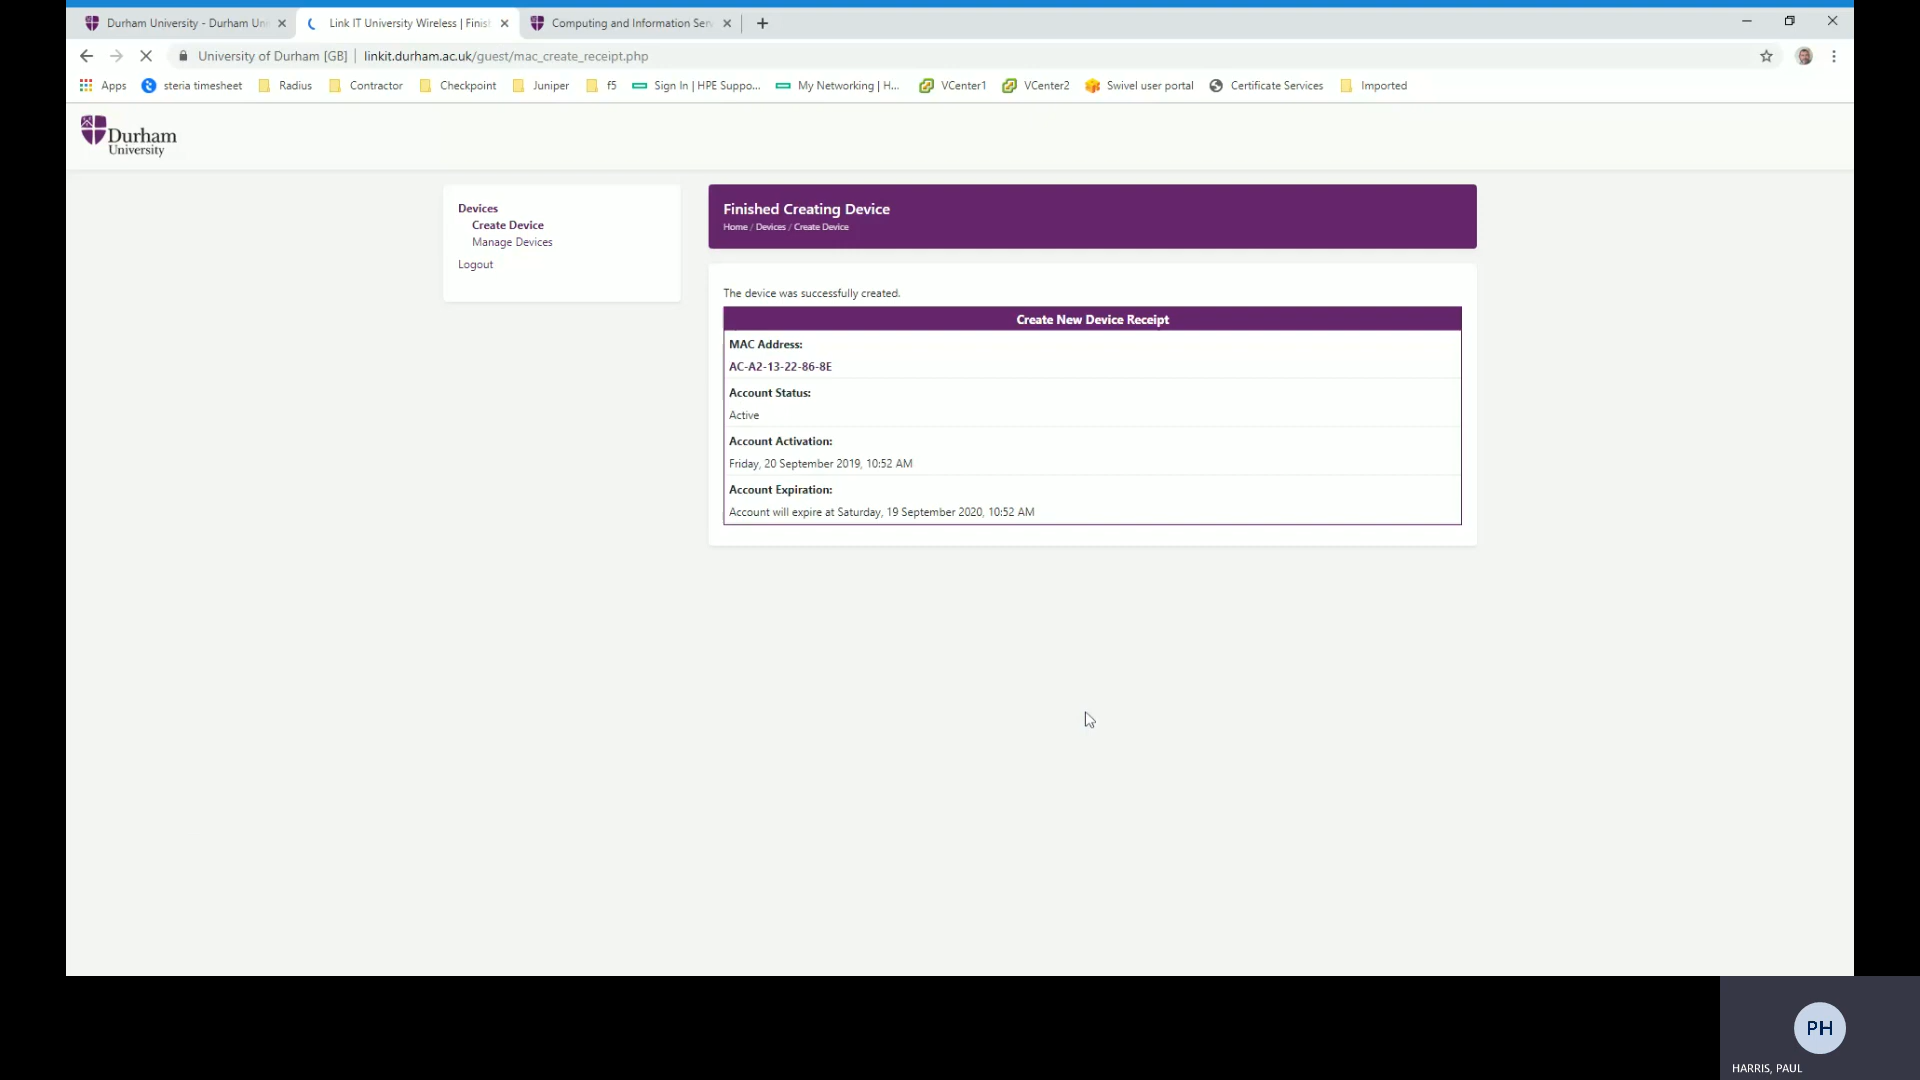 Durham University - Durham Un
Link IT University Wireless | Finis
Computing and Information Ser
University of Durham [GB] | linkit.durham.ac.uk/guest/mac_create_receipt.php
Apps
steria timesheet
Radius
Contractor
Checkpoint
Juniper
f5
Sign In | HPE Suppo...
My Networking | H...
VCenter1
VCenter2
Swivel user portal
Certificate Services
Imported
Durham
University
Devices
Create Device
Manage Devices
Logout
Finished Creating Device
Home / Devices / Create Device
The device was successfully created.
Create New Device Receipt
MAC Address:
AC-A2-13-22-86-8E
Account Status:
Active
Account Activation:
Friday, 20 September 2019, 10:52 AM
Account Expiration:
Account will expire at Saturday, 19 September 2020, 10:52 AM
PH
HARRIS, PAUL